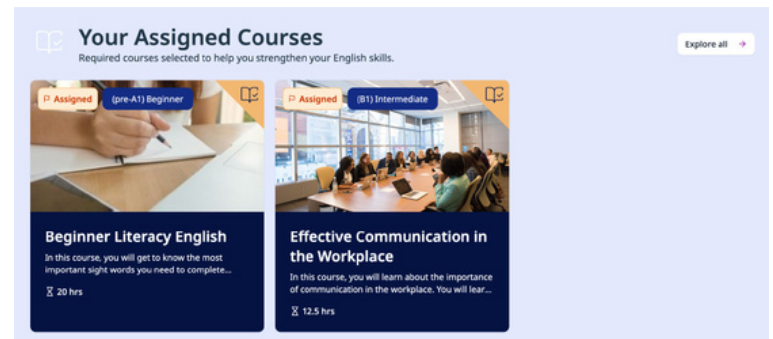 Your Assigned Courses
Required courses selected to help you strengthen your English skills.
Explore all
Assigned
(pre-A1) Beginner
Beginner Literacy English
In this course, you will get to know the most
important sight words you need to complete...
20 hrs
Assigned
(B1) Intermediate
Effective Communication in
the Workplace
In this course, you will learn about the importance
of communication in the workplace. You will lear...
12.5 hrs